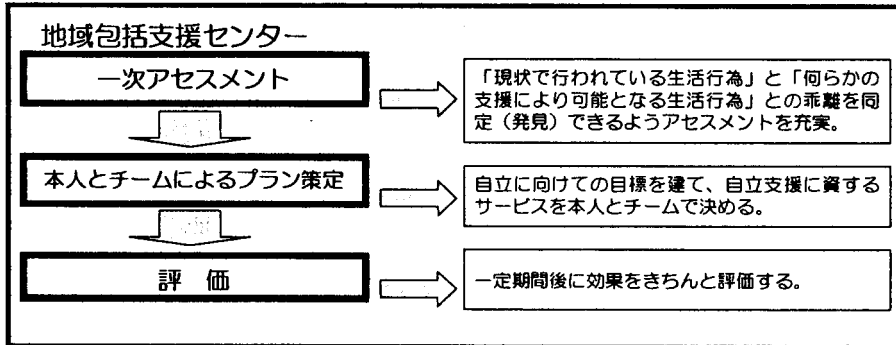 地域包括支援センター
一次アセスメント
「現状で行われている生活行為」と「何らかの
支援により可能となる生活行為」との乖離を同
定（発見）できるようアセスメントを充実。
本人とチームによるプラン策定
自立に向けての目標を建て、自立支援に資する
サービスを本人とチームで決める。
評　価
一定期間後に効果をきちんと評価する。